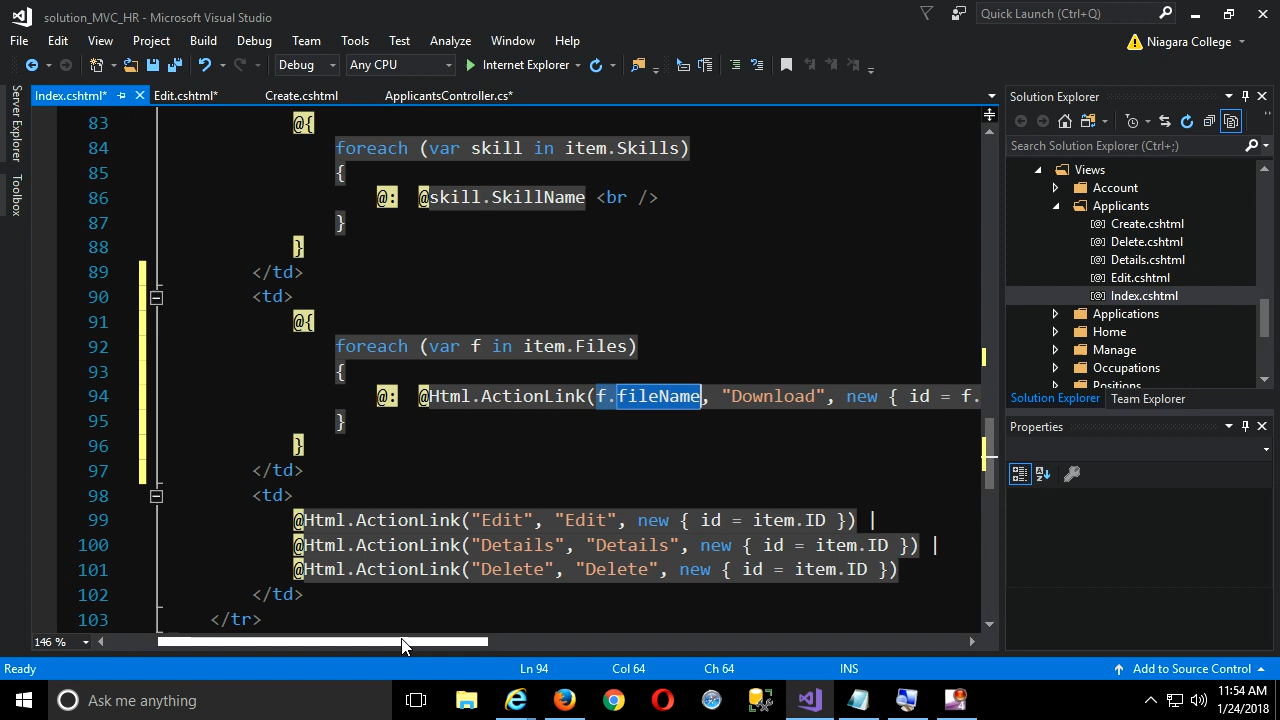 solution_MVC_HR - Microsoft Visual Studio
Quick Launch (Ctrl+Q)
File Edit View Project Build Debug Team Tools Test Analyze Window Help
Niagara College
Debug Any CPU Internet Explorer
Index.cshtml* Edit.cshtml* Create.cshtml ApplicantsController.cs*
Server Explorer
Toolbox
83 @{
84 foreach (var skill in item.Skills)
85 {
86 @: @skill.SkillName <br />
87 }
88 }
89 </td>
90 <td>
91 @{
92 foreach (var f in item.Files)
93 {
94 @: @Html.ActionLink(f.fileName, "Download", new { id = f.
95 }
96 }
97 </td>
98 <td>
99 @Html.ActionLink("Edit", "Edit", new { id = item.ID }) |
100 @Html.ActionLink("Details", "Details", new { id = item.ID }) |
101 @Html.ActionLink("Delete", "Delete", new { id = item.ID })
102 </td>
103 </tr>
146 %
Solution Explorer
Search Solution Explorer (Ctrl+;)
Views
Account
Applicants
Create.cshtml
Delete.cshtml
Details.cshtml
Edit.cshtml
Index.cshtml
Applications
Home
Manage
Occupations
Positions
Solution Explorer Team Explorer
Properties
Ready Ln 94 Col 64 Ch 64 INS Add to Source Control
Ask me anything
11:54 AM
1/24/2018